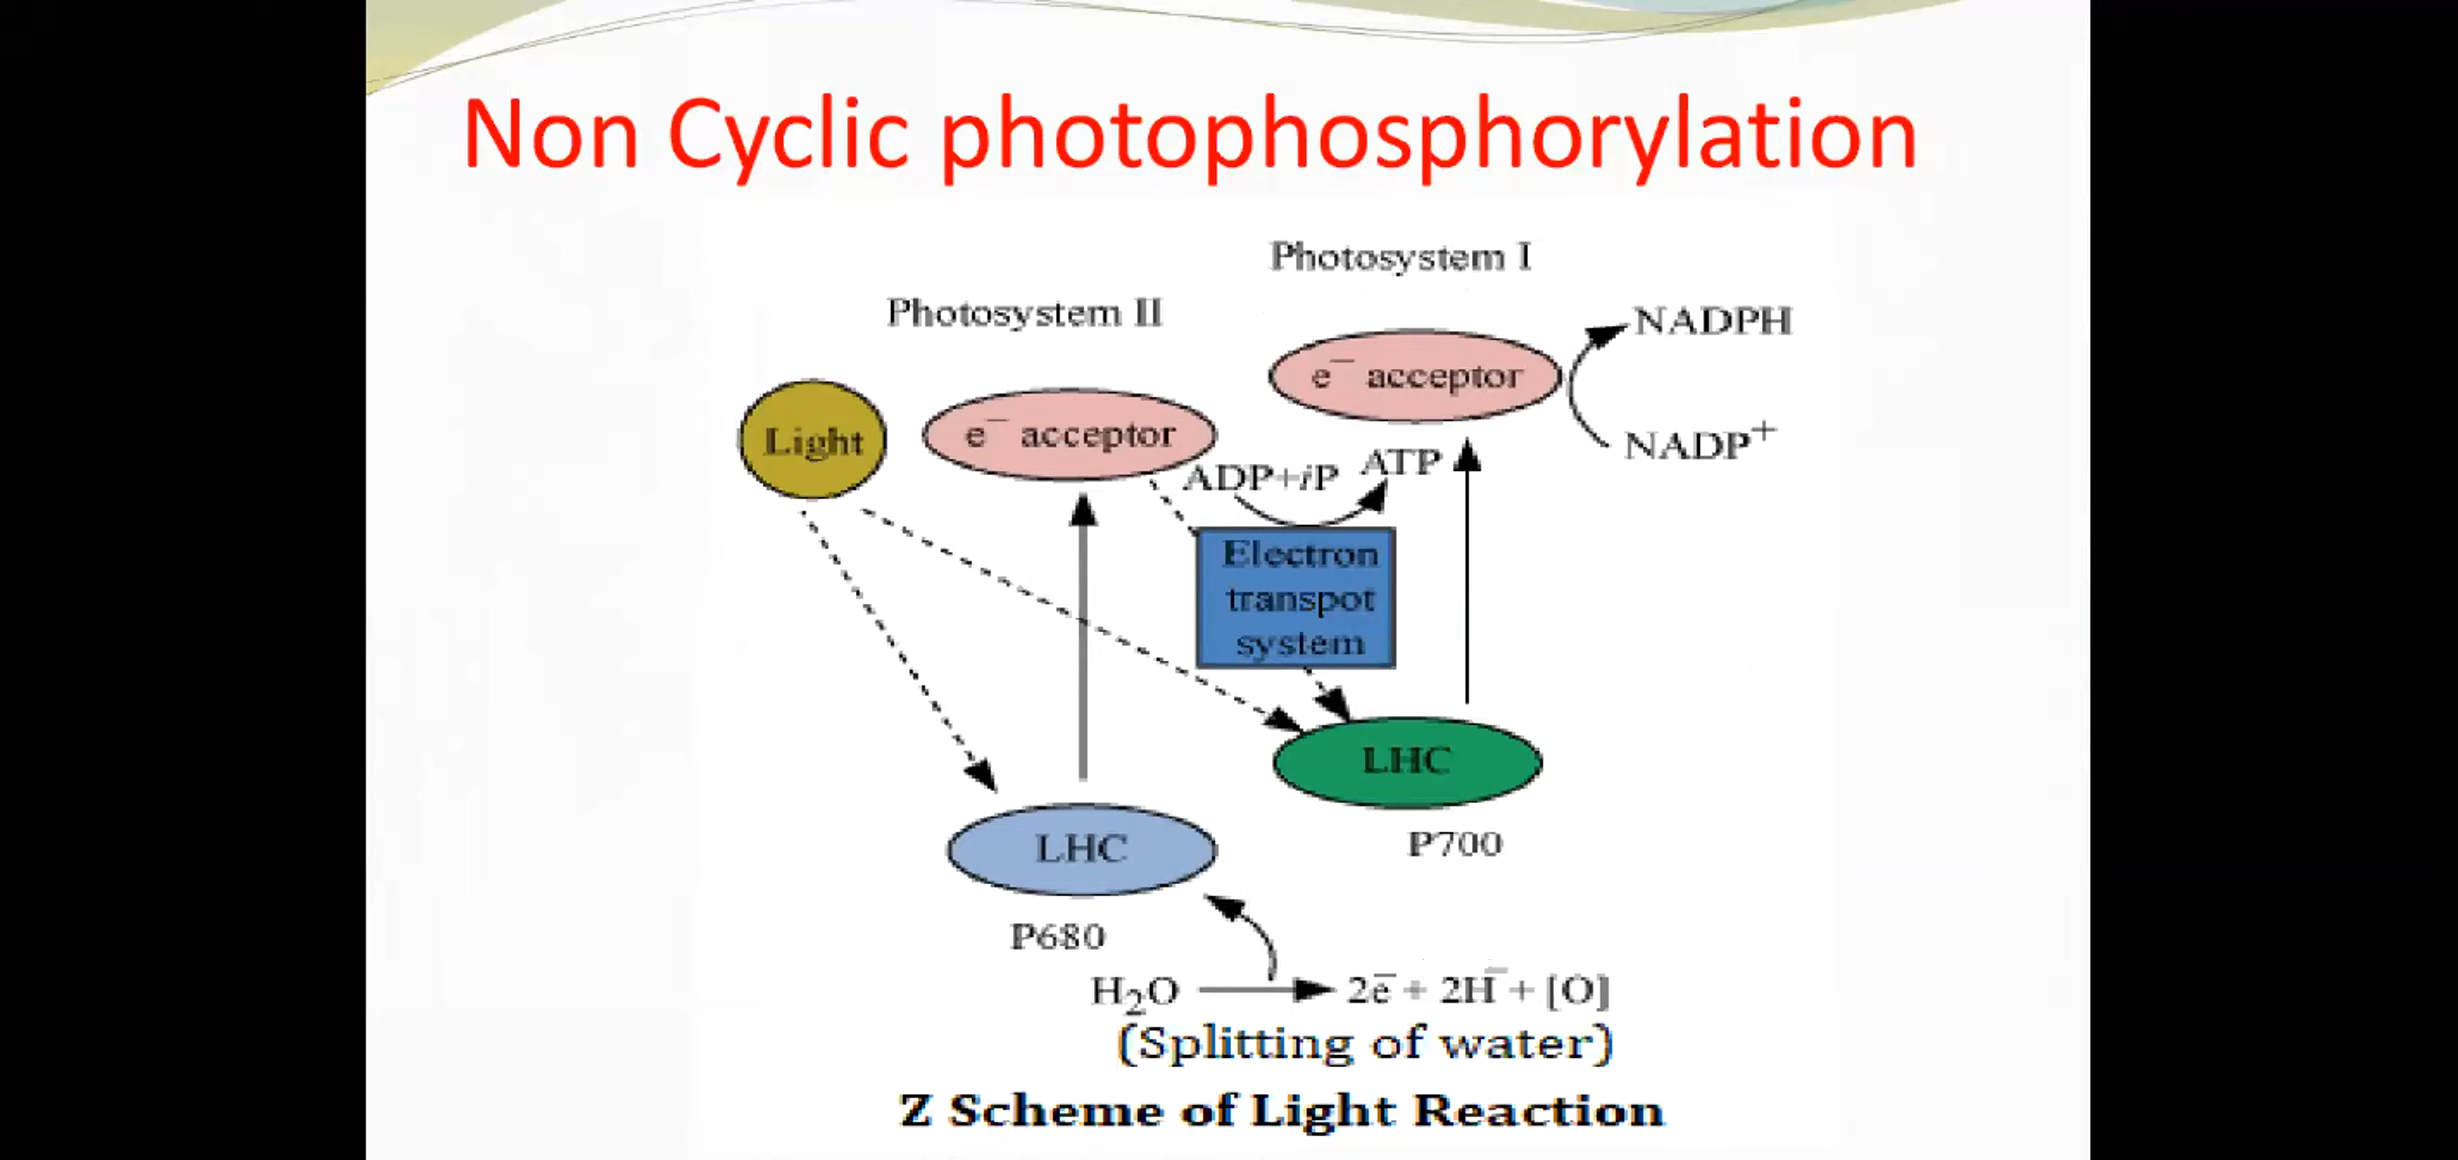 Non Cyclic photophosphorylation
Photosystem I
Photosystem II
NADPH
e⁻ acceptor
Light
e⁻ acceptor
NADP⁺
ADP+iP
ATP
Electron
transpot
system
LHC
P700
LHC
P680
H₂O → 2e⁻ + 2H⁻ + [O]
(Splitting of water)
Z Scheme of Light Reaction